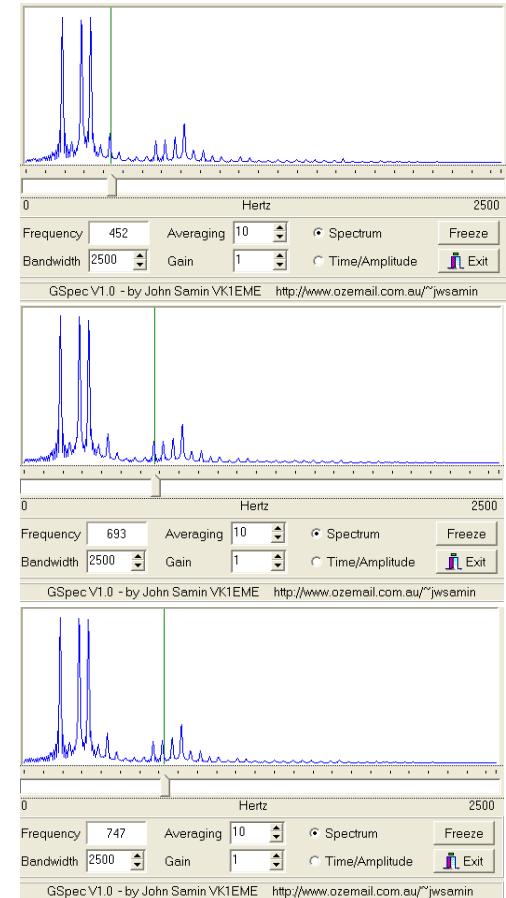 0 Hertz 2500
Frequency 452 Averaging 10 Spectrum Freeze
Bandwidth 2500 Gain 1 Time/Amplitude Exit
GSpec V1.0 - by John Samin VK1EME http://www.ozemail.com.au/~jwsamin
0 Hertz 2500
Frequency 693 Averaging 10 Spectrum Freeze
Bandwidth 2500 Gain 1 Time/Amplitude Exit
GSpec V1.0 - by John Samin VK1EME http://www.ozemail.com.au/~jwsamin
0 Hertz 2500
Frequency 747 Averaging 10 Spectrum Freeze
Bandwidth 2500 Gain 1 Time/Amplitude Exit
GSpec V1.0 - by John Samin VK1EME http://www.ozemail.com.au/~jwsamin